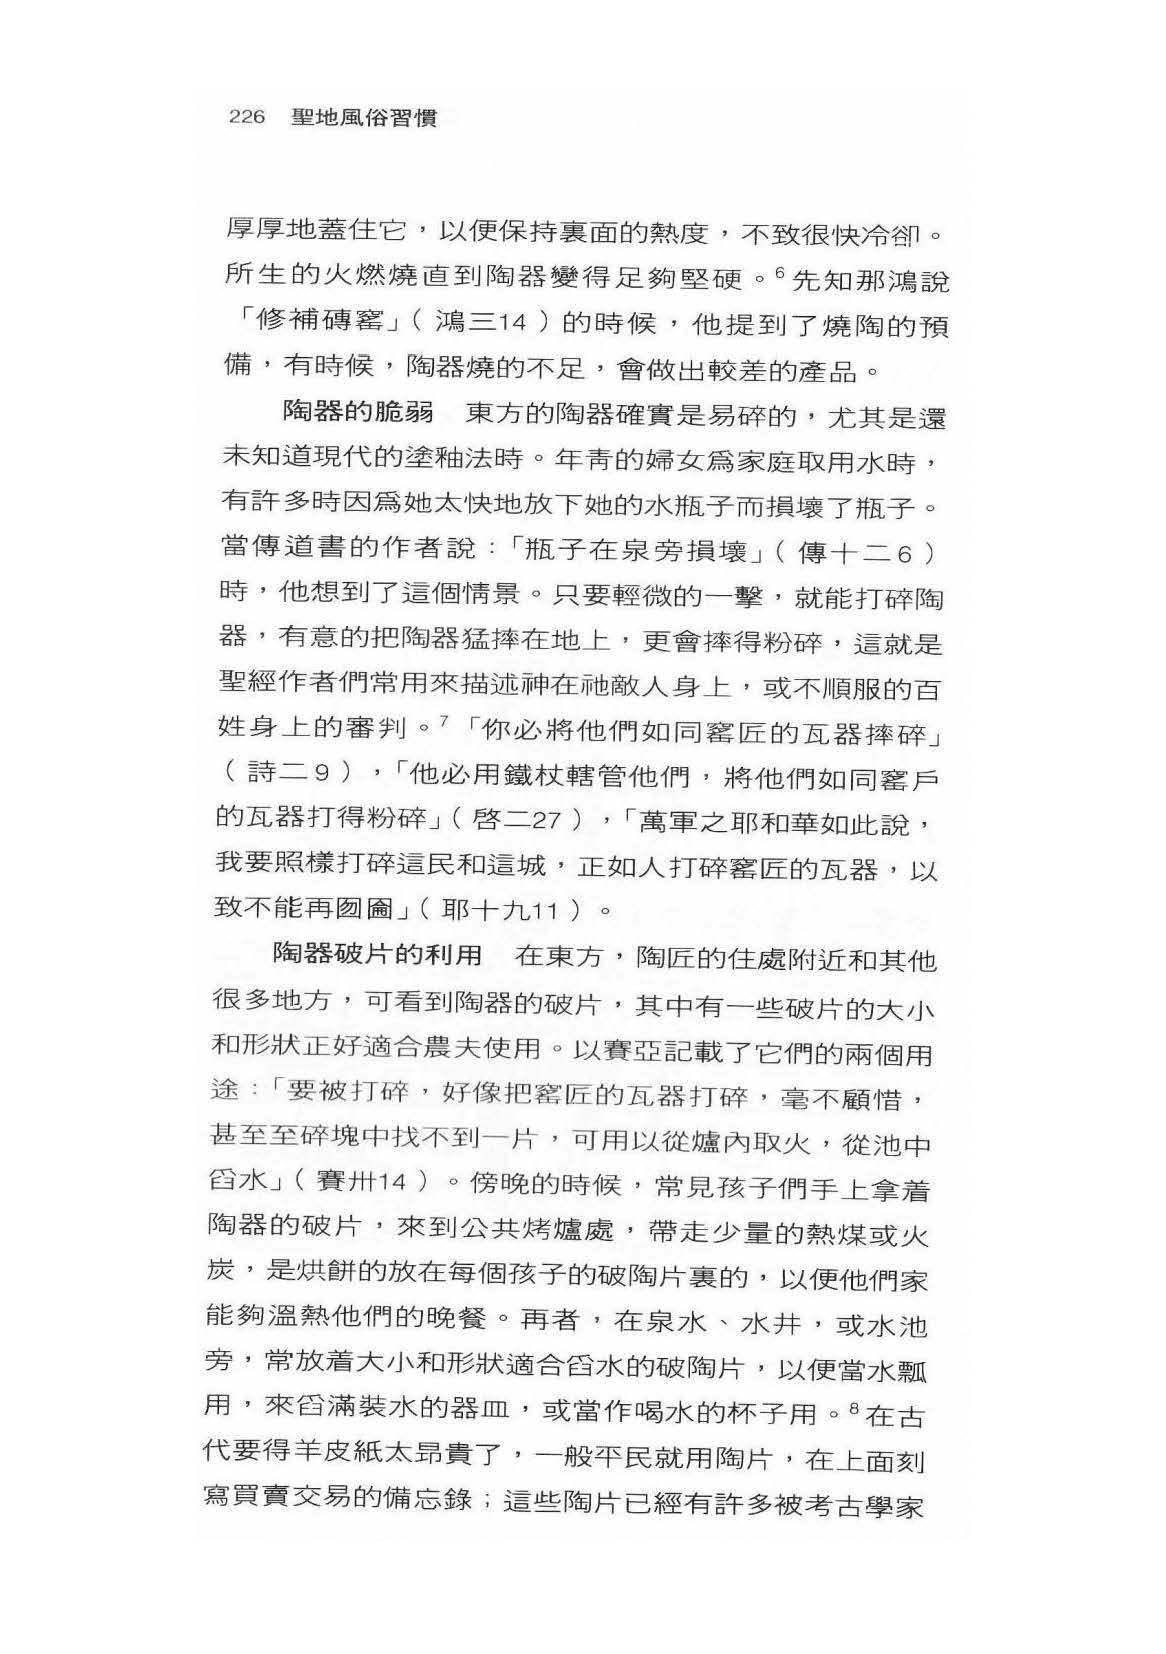 226 聖地風俗習慣
厚厚地蓋住它，以便保持裏面的熱度，不致很快冷卻。
所生的火燃燒直到陶器變得足夠堅硬。⁶先知那鴻說
「修補磚窰」（鴻三14）的時候，他提到了燒陶的預
備，有時候，陶器燒的不足，會做出較差的產品。
陶器的脆弱　東方的陶器確實是易碎的，尤其是還
未知道現代的塗釉法時。年靑的婦女爲家庭取用水時，
有許多時因爲她太快地放下她的水瓶子而損壞了瓶子。
當傳道書的作者說：「瓶子在泉旁損壞」（傳十二6）
時，他想到了這個情景。只要輕微的一擊，就能打碎陶
器，有意的把陶器猛摔在地上，更會摔得粉碎，這就是
聖經作者們常用來描述神在祂敵人身上，或不順服的百
姓身上的審判。⁷「你必將他們如同窰匠的瓦器摔碎」
（詩二9），「他必用鐵杖轄管他們，將他們如同窰戶
的瓦器打得粉碎」（啓二27），「萬軍之耶和華如此說，
我要照樣打碎這民和這城，正如人打碎窰匠的瓦器，以
致不能再囫圇」（耶十九11）。
陶器破片的利用　在東方，陶匠的住處附近和其他
很多地方，可看到陶器的破片，其中有一些破片的大小
和形狀正好適合農夫使用。以賽亞記載了它們的兩個用
途：「要被打碎，好像把窰匠的瓦器打碎，毫不顧惜，
甚至至碎塊中找不到一片，可用以從爐內取火，從池中
舀水」（賽卅14）。傍晚的時候，常見孩子們手上拿着
陶器的破片，來到公共烤爐處，帶走少量的熱煤或火
炭，是烘餅的放在每個孩子的破陶片裏的，以便他們家
能夠溫熱他們的晚餐。再者，在泉水、水井，或水池
旁，常放着大小和形狀適合舀水的破陶片，以便當水瓢
用，來舀滿裝水的器皿，或當作喝水的杯子用。⁸在古
代要得羊皮紙太昂貴了，一般平民就用陶片，在上面刻
寫買賣交易的備忘錄；這些陶片已經有許多被考古學家